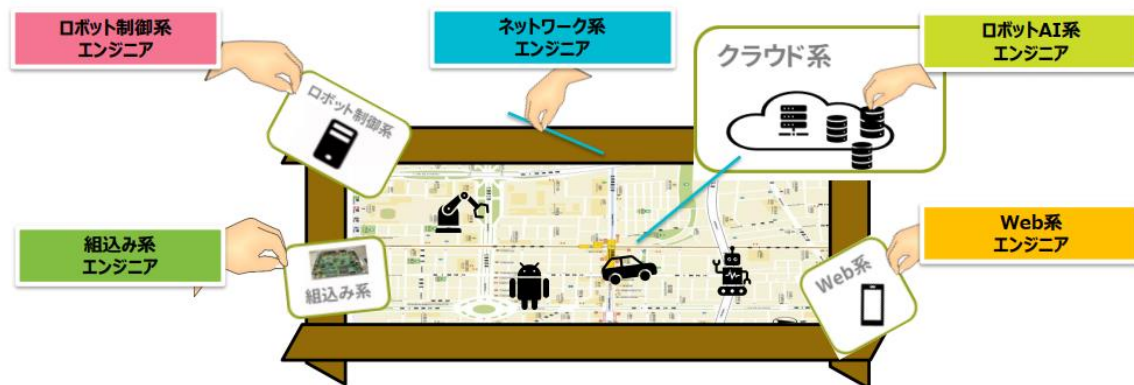 ロボット制御系
エンジニア
ネットワーク系
エンジニア
ロボットAI系
エンジニア
クラウド系
ロボット制御系
組込み系
エンジニア
組込み系
Web系
Web系
エンジニア